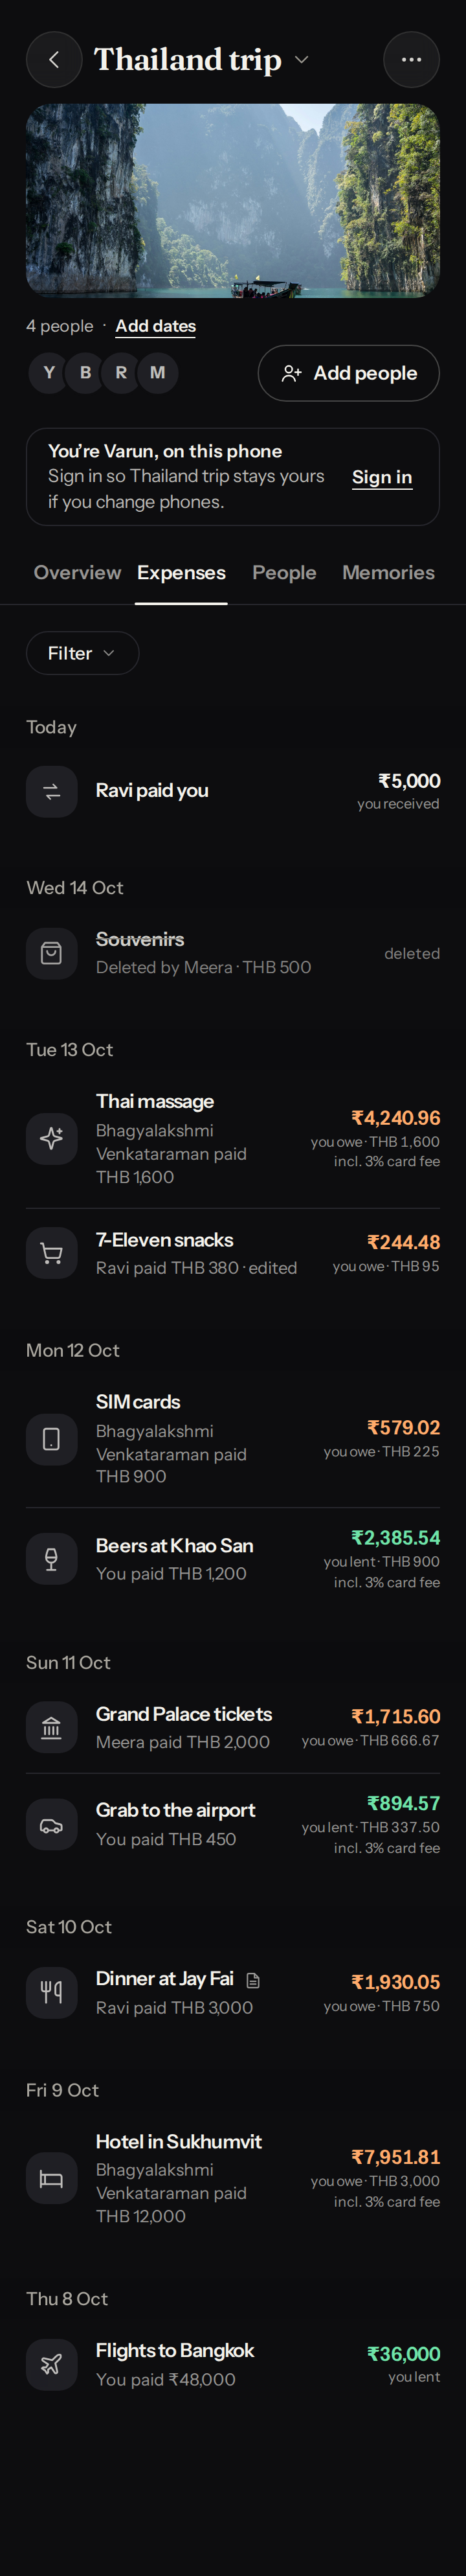 Thailand trip
4 people · Add dates
Y B R M
Add people
You’re Varun, on this phone
Sign in so Thailand trip stays yours
if you change phones.
Sign in
Overview Expenses People Memories
Filter
Today
Ravi paid you
₹5,000
you received
Wed 14 Oct
Souvenirs
Deleted by Meera · THB 500
deleted
Tue 13 Oct
Thai massage
Bhagyalakshmi
Venkataraman paid
THB 1,600
₹4,240.96
you owe · THB 1,600
incl. 3% card fee
7-Eleven snacks
Ravi paid THB 380 · edited
₹244.48
you owe · THB 95
Mon 12 Oct
SIM cards
Bhagyalakshmi
Venkataraman paid
THB 900
₹579.02
you owe · THB 225
Beers at Khao San
You paid THB 1,200
₹2,385.54
you lent · THB 900
incl. 3% card fee
Sun 11 Oct
Grand Palace tickets
Meera paid THB 2,000
₹1,715.60
you owe · THB 666.67
Grab to the airport
You paid THB 450
₹894.57
you lent · THB 337.50
incl. 3% card fee
Sat 10 Oct
Dinner at Jay Fai
Ravi paid THB 3,000
₹1,930.05
you owe · THB 750
Fri 9 Oct
Hotel in Sukhumvit
Bhagyalakshmi
Venkataraman paid
THB 12,000
₹7,951.81
you owe · THB 3,000
incl. 3% card fee
Thu 8 Oct
Flights to Bangkok
You paid ₹48,000
₹36,000
you lent